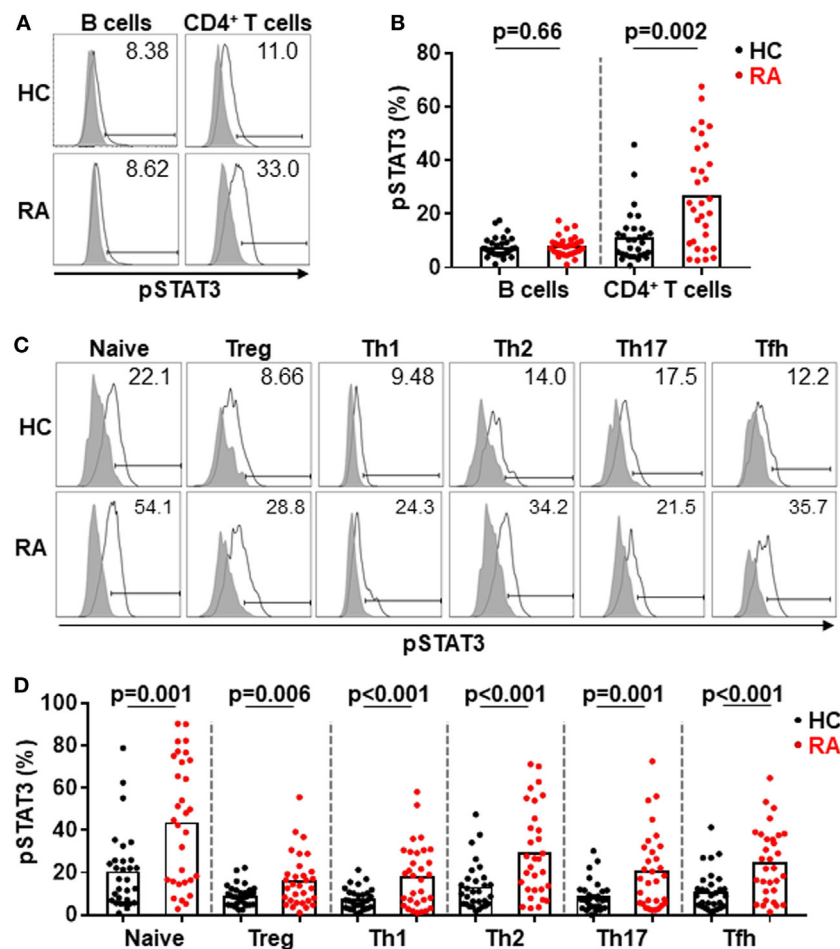 A
B cells CD4⁺ T cells
HC 8.38 11.0
RA 8.62 33.0
pSTAT3
B
p=0.66 p=0.002
HC
RA
pSTAT3 (%)
80
60
40
20
0
B cells CD4⁺ T cells
C
Naive Treg Th1 Th2 Th17 Tfh
HC 22.1 8.66 9.48 14.0 17.5 12.2
RA 54.1 28.8 24.3 34.2 21.5 35.7
pSTAT3
D
p=0.001 p=0.006 p<0.001 p<0.001 p=0.001 p<0.001
HC
RA
pSTAT3 (%)
100
80
60
40
20
0
Naive Treg Th1 Th2 Th17 Tfh